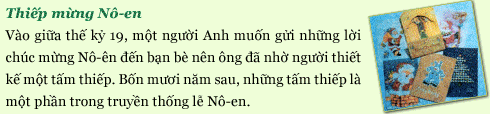 Thiếp mừng Nô-en
Vào giữa thế kỷ 19, một người Anh muốn gửi những lời
chúc mừng Nô-ên đến bạn bè nên ông đã nhờ người thiết
kế một tấm thiếp. Bốn mươi năm sau, những tấm thiếp là
một phần trong truyền thống lễ Nô-en.